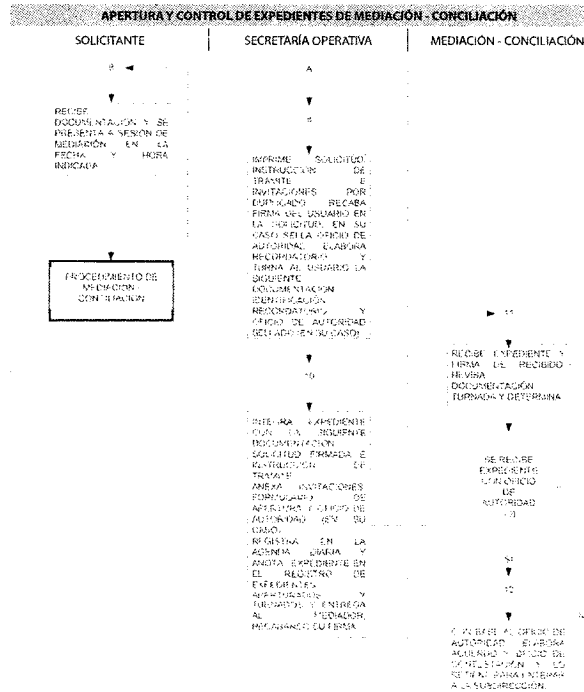 APERTURA Y CONTROL DE EXPEDIENTES DE MEDIACIÓN - CONCILIACIÓN
SOLICITANTE
SECRETARÍA OPERATIVA
MEDIACIÓN - CONCILIACIÓN
A
RECIBE
DOCUMENTACIÓN Y SE
PRESENTA A SESIÓN DE
MEDIACIÓN EN LA
FECHA Y HORA
INDICADA
PROCEDIMIENTO DE
MEDIACIÓN -
CONCILIACIÓN
IMPRIME SOLICITUD,
INSTRUCCIÓN DE
TRAMITE E
INVITACIONES POR
DUPLICADO RECABA
FIRMA DEL USUARIO EN
LA SOLICITUD, EN SU
CASO SELLA OFICIO DE
AUTORIDAD, ELABORA
RECORDATORIO Y
TURNA AL USUARIO LA
SIGUIENTE
DOCUMENTACIÓN
IDENTIFICACIÓN
RECORDATORIO Y
OFICIO DE AUTORIDAD
SELLADO (EN SU CASO)
10
INTEGRA EXPEDIENTE
CON LA SIGUIENTE
DOCUMENTACIÓN
SOLICITUD FIRMADA E
INSTRUCCIÓN DE
TRAMITE
ANEXA INVITACIONES
FORMULARIO DE
APERTURA Y OFICIO DE
AUTORIDAD (EN SU
CASO)
REGISTRA EN LA
AGENDA DIARIA Y
ANOTA EXPEDIENTE EN
EL REGISTRO DE
EXPEDIENTES
APERTURADOS Y
TURNADOS Y ENTREGA
AL MEDIADOR,
RECABANDO SU FIRMA
11
RECIBE EXPEDIENTE Y
FIRMA DE RECIBIDO
REVISA
DOCUMENTACIÓN
TURNADA Y DETERMINA
SE RECIBE
EXPEDIENTE
CON OFICIO
DE
AUTORIDAD
SI
12
CON BASE AL OFICIO DE
AUTORIDAD ELABORA
ACUERDO Y OFICIO DE
CONTESTACIÓN Y LO
RETIENE PARA ENTERAR
A LA SUBDIRECCIÓN